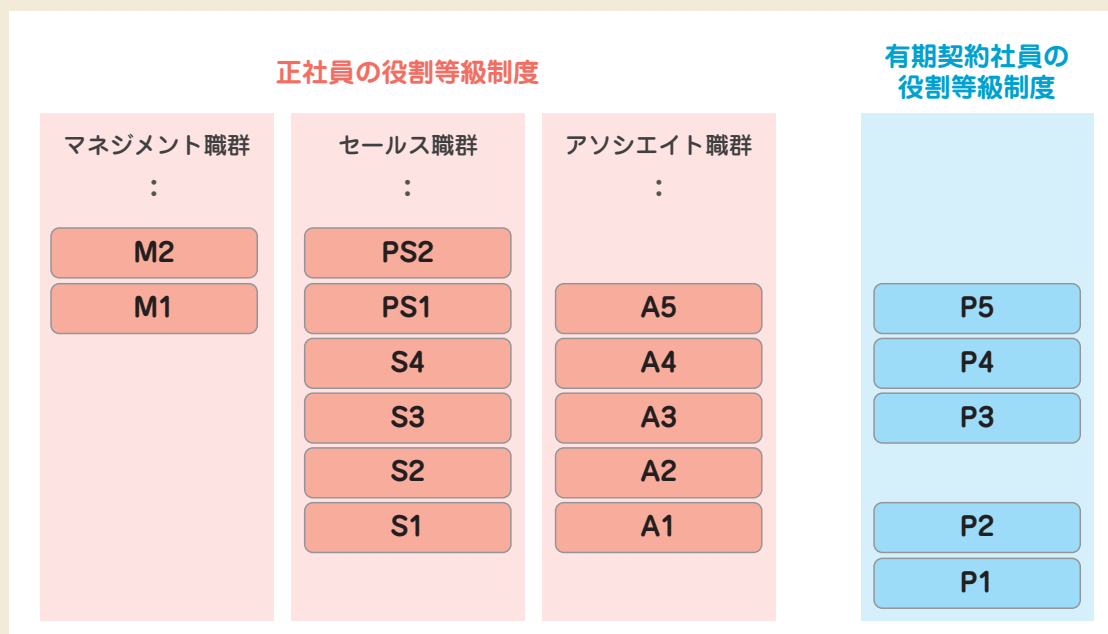 正社員の役割等級制度
有期契約社員の
役割等級制度
マネジメント職群
：
M2
M1
セールス職群
：
PS2
PS1
S4
S3
S2
S1
アソシエイト職群
：
A5
A4
A3
A2
A1
P5
P4
P3
P2
P1